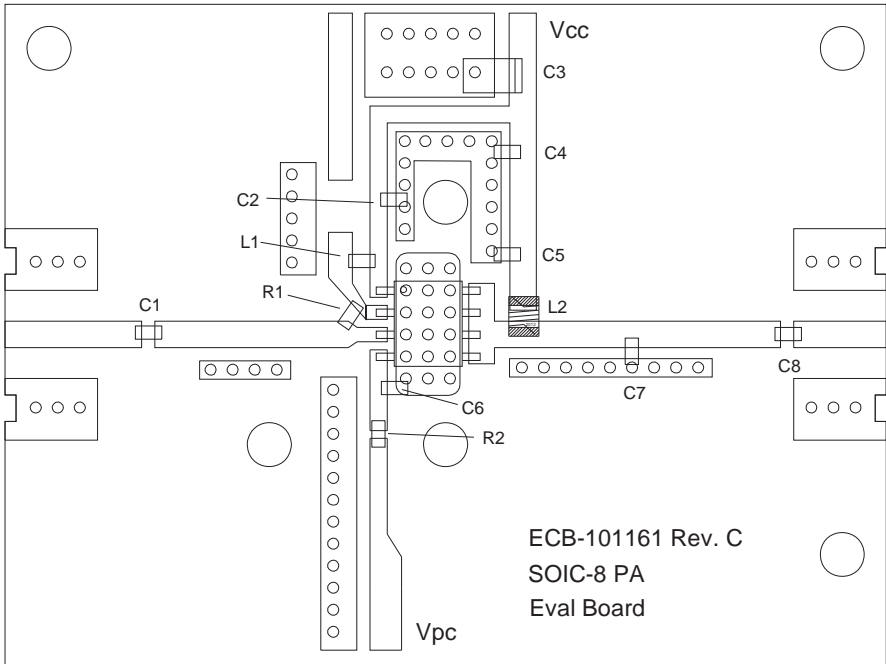 Vcc
C3
C4
C2
L1
C5
R1
C1
L2
C8
C7
C6
R2
ECB-101161 Rev. C
SOIC-8 PA
Eval Board
Vpc